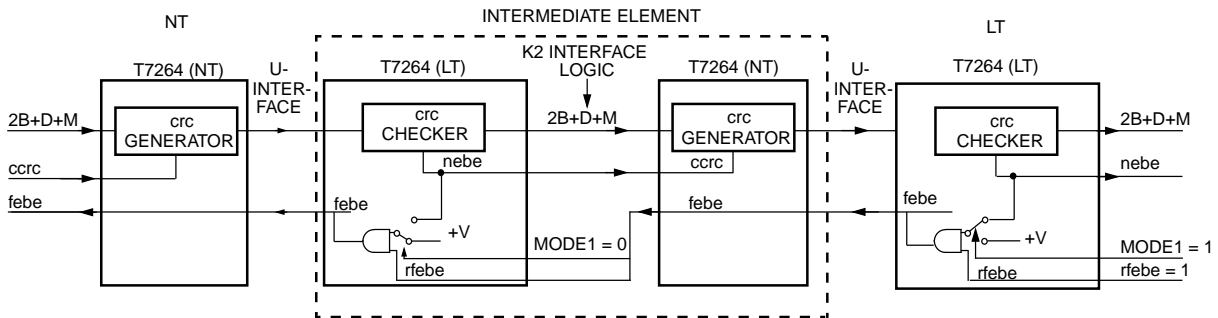 INTERMEDIATE ELEMENT
NT
LT
U-
INTER-
FACE
K2 INTERFACE
LOGIC
U-
INTER-
FACE
T7264 (NT)
T7264 (LT)
T7264 (NT)
T7264 (LT)
2B+D+M
crc
GENERATOR
crc
CHECKER
2B+D+M
crc
GENERATOR
crc
CHECKER
2B+D+M
ccrc
nebe
ccrc
nebe
febe
febe
febe
febe
+V
+V
MODE1 = 0
MODE1 = 1
rfebe
rfebe
rfebe = 1